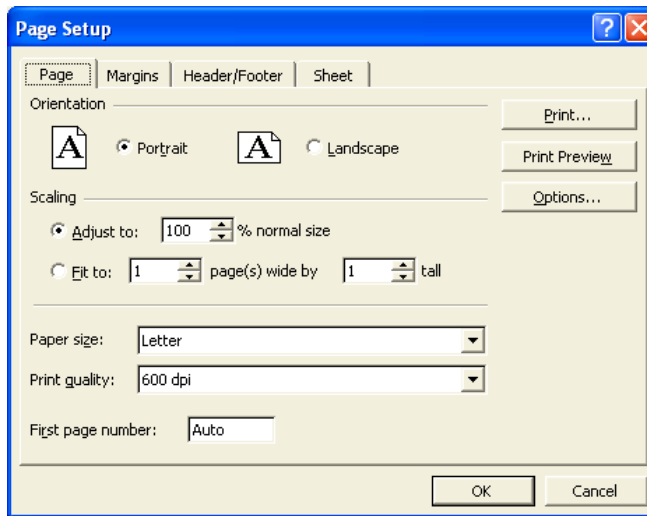 Page Setup
Page Margins Header/Footer Sheet
Orientation
A Portrait A Landscape
Print...
Print Preview
Options...
Scaling
Adjust to: 100 % normal size
Fit to: 1 page(s) wide by 1 tall
Paper size: Letter
Print quality: 600 dpi
First page number: Auto
OK Cancel